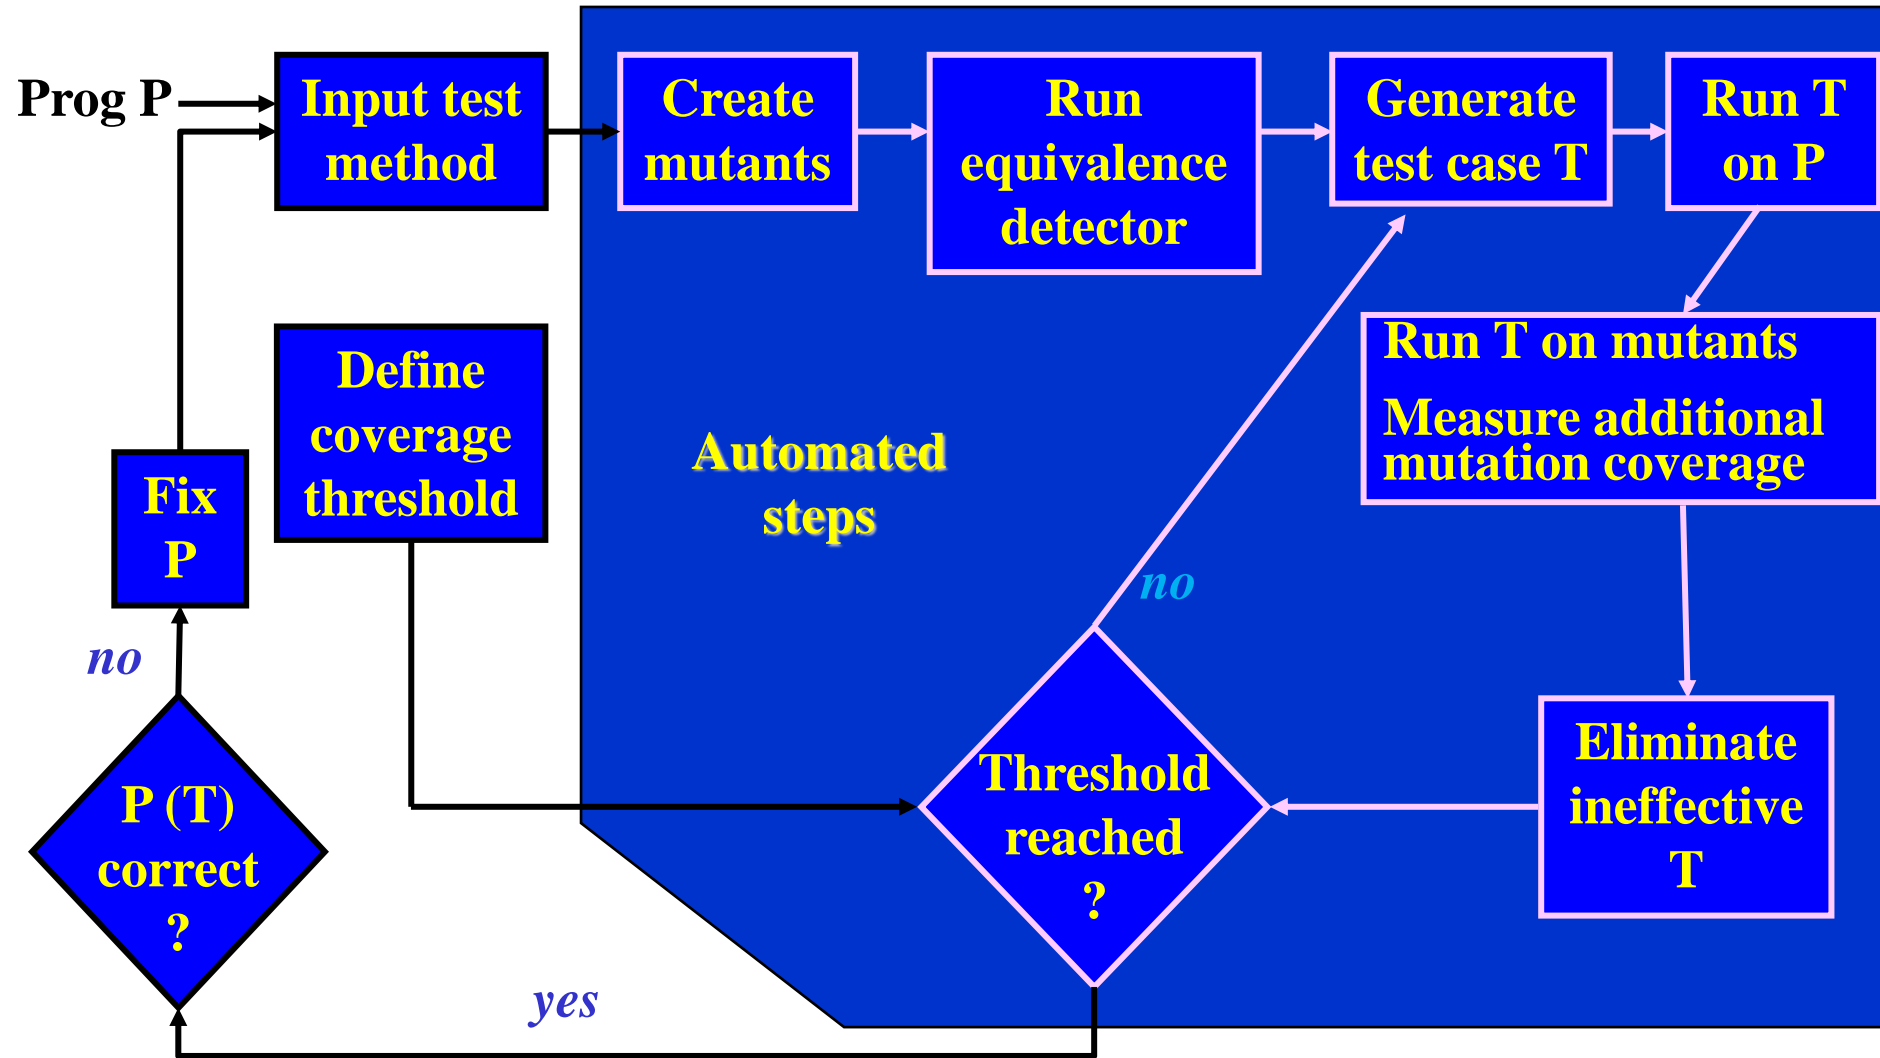 Prog P
Input test
method
Create
mutants
Run
equivalence
detector
Generate
test case T
Run T
on P
Define
coverage
threshold
Run T on mutants
Measure additional
mutation coverage
Automated
steps
Fix
P
no
no
P (T)
correct
?
Threshold
reached
?
Eliminate
ineffective
T
yes